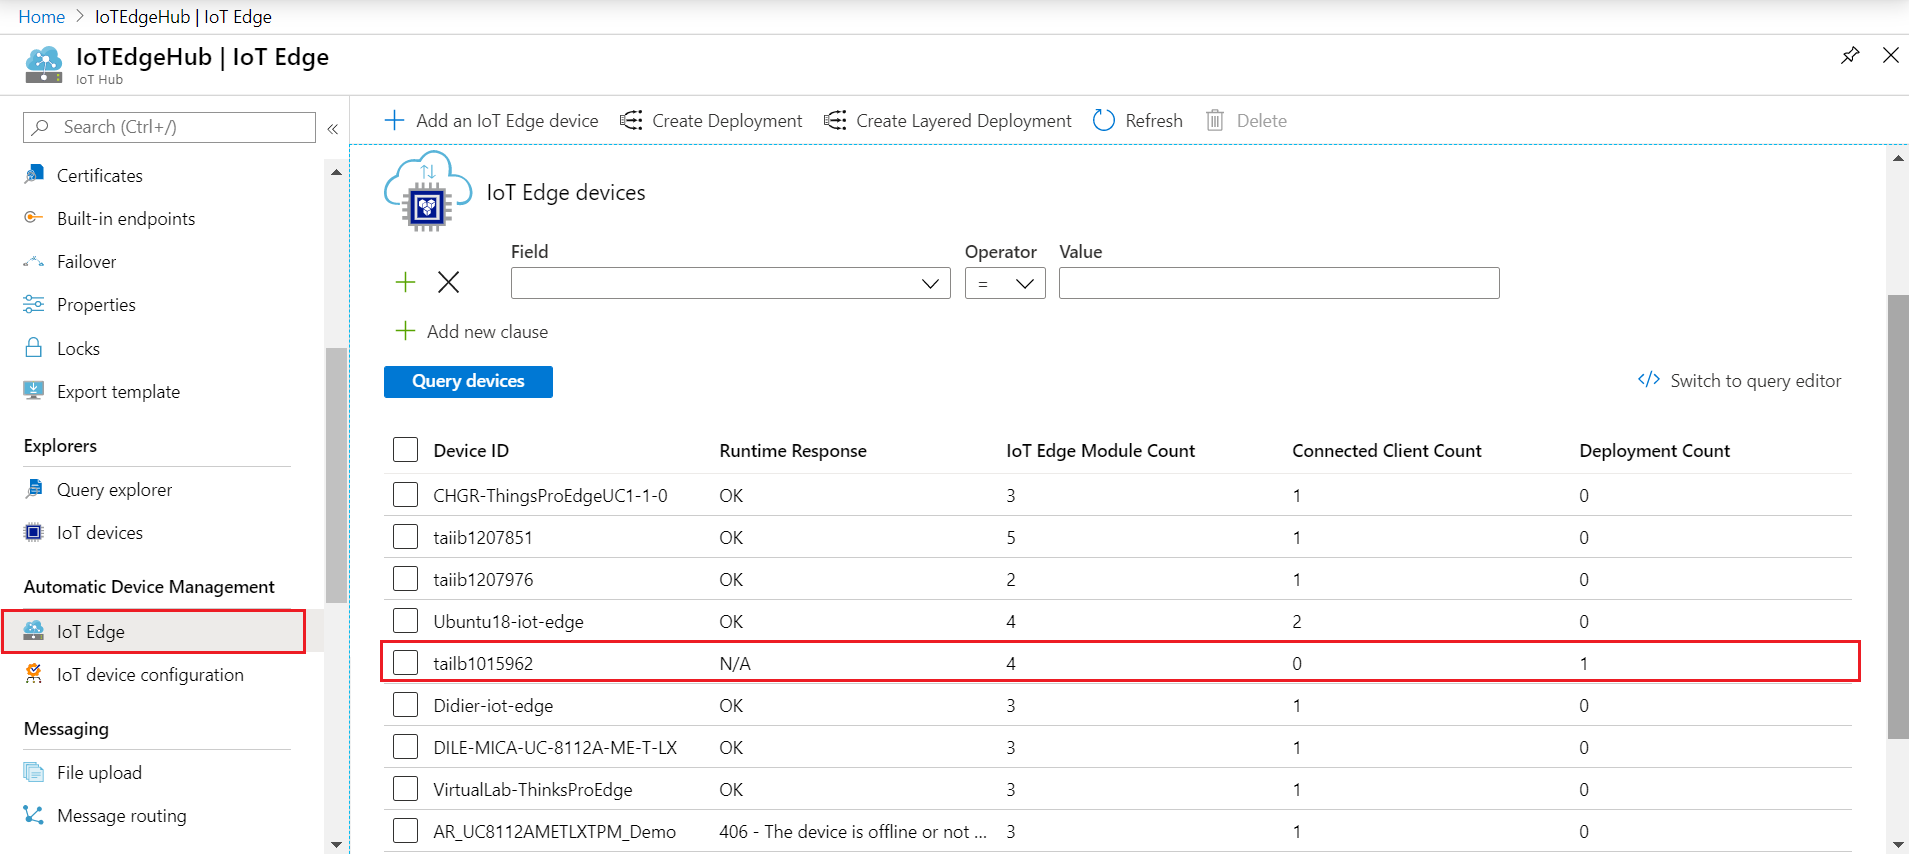 Home > IoTEdgeHub | IoT Edge
IoTEdgeHub | IoT Edge
IoT Hub
Search (Ctrl+/)
«
Certificates
Built-in endpoints
Failover
Properties
Locks
Export template
Explorers
Query explorer
IoT devices
Automatic Device Management
IoT Edge
IoT device configuration
Messaging
File upload
Message routing
Add an IoT Edge device Create Deployment Create Layered Deployment Refresh Delete
IoT Edge devices
Field Operator Value
=
Add new clause
Query devices
Switch to query editor
Device ID Runtime Response IoT Edge Module Count Connected Client Count Deployment Count
CHGR-ThingsProEdgeUC1-1-0 OK 3 1 0
taiib1207851 OK 5 1 0
taiib1207976 OK 2 1 0
Ubuntu18-iot-edge OK 4 2 0
tailb1015962 N/A 4 0 1
Didier-iot-edge OK 3 1 0
DILE-MICA-UC-8112A-ME-T-LX OK 3 1 0
VirtualLab-ThinksProEdge OK 3 1 0
AR_UC8112AMETLXTPM_Demo 406 - The device is offline or not ... 3 1 0